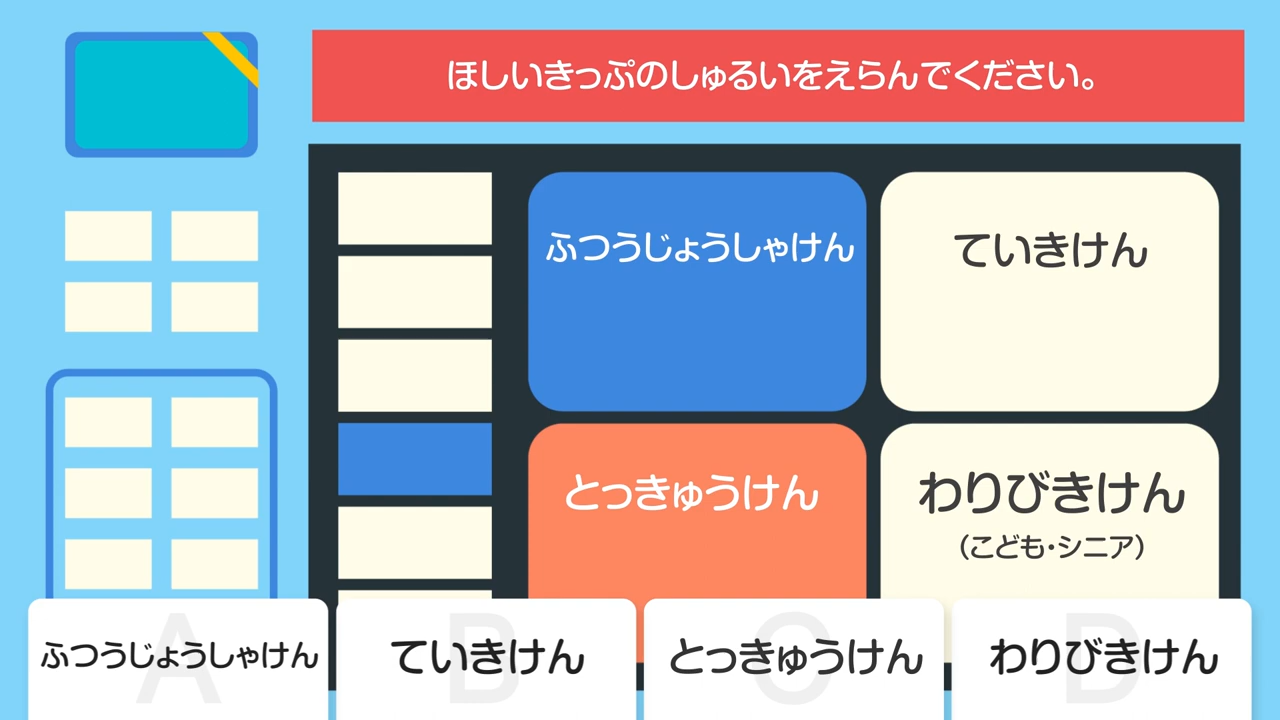 ほしいきっぷのしゅるいをえらんでください。
ふつうじょうしゃけん
ていきけん
とっきゅうけん
わりびきけん
（こども・シニア）
A
ふつうじょうしゃけん
B
ていきけん
C
とっきゅうけん
D
わりびきけん